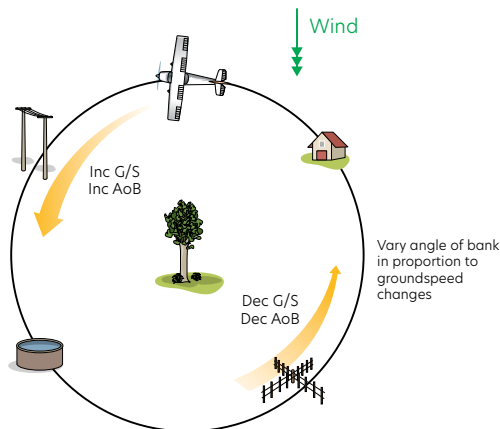 Wind
Inc G/S
Inc AoB
Vary angle of bank
in proportion to
groundspeed
changes
Dec G/S
Dec AoB